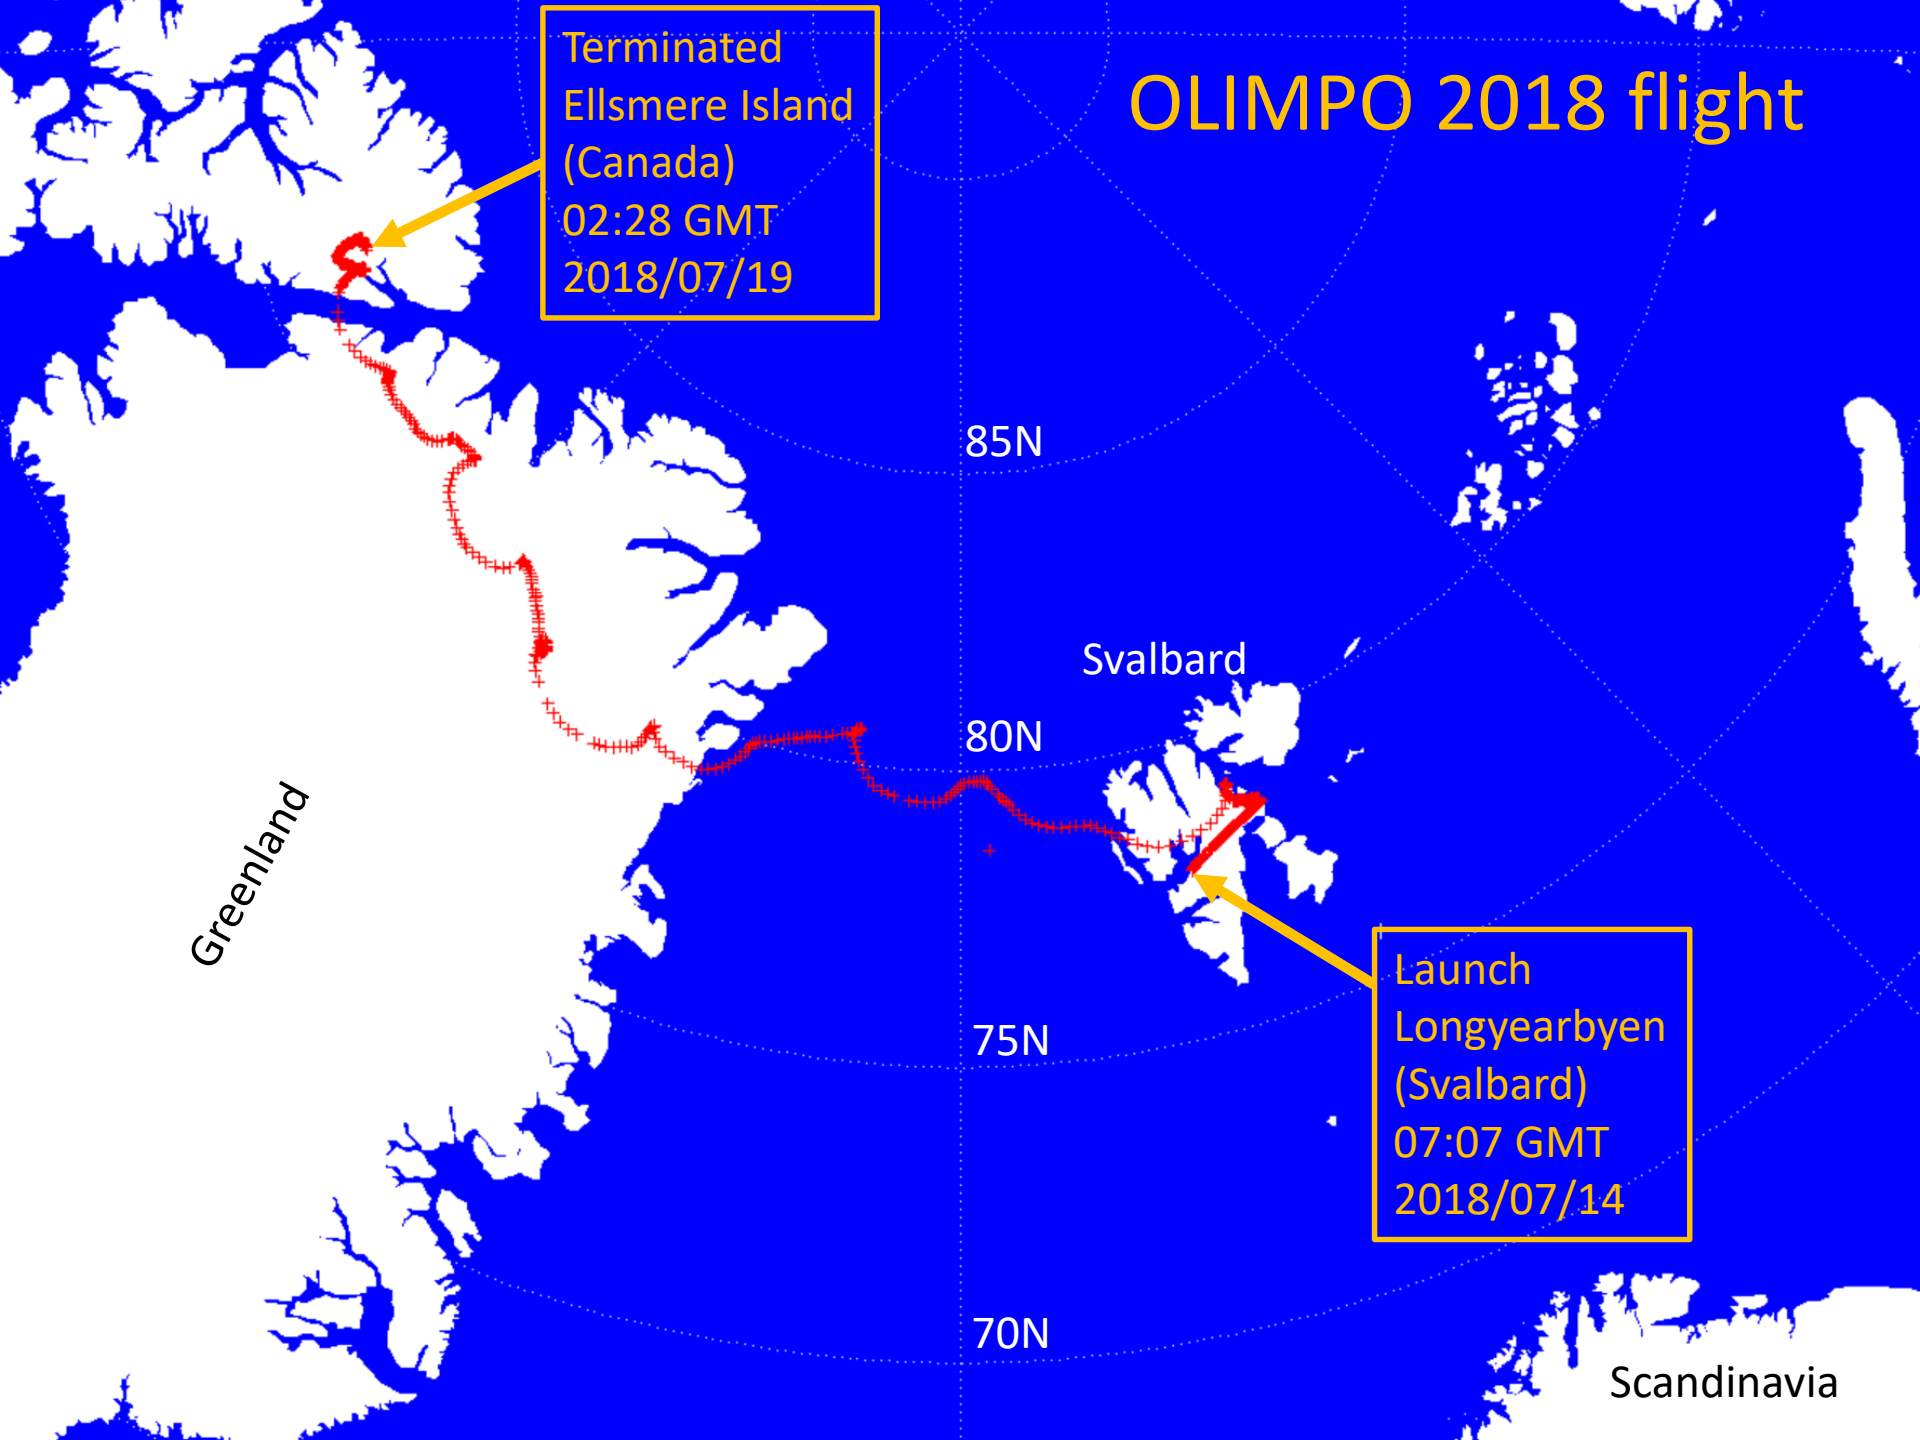 Terminated
Ellsmere Island
(Canada)
02:28 GMT
2018/07/19
OLIMPO 2018 flight
85N
Svalbard
80N
Greenland
Launch
Longyearbyen
(Svalbard)
07:07 GMT
2018/07/14
75N
70N
Scandinavia